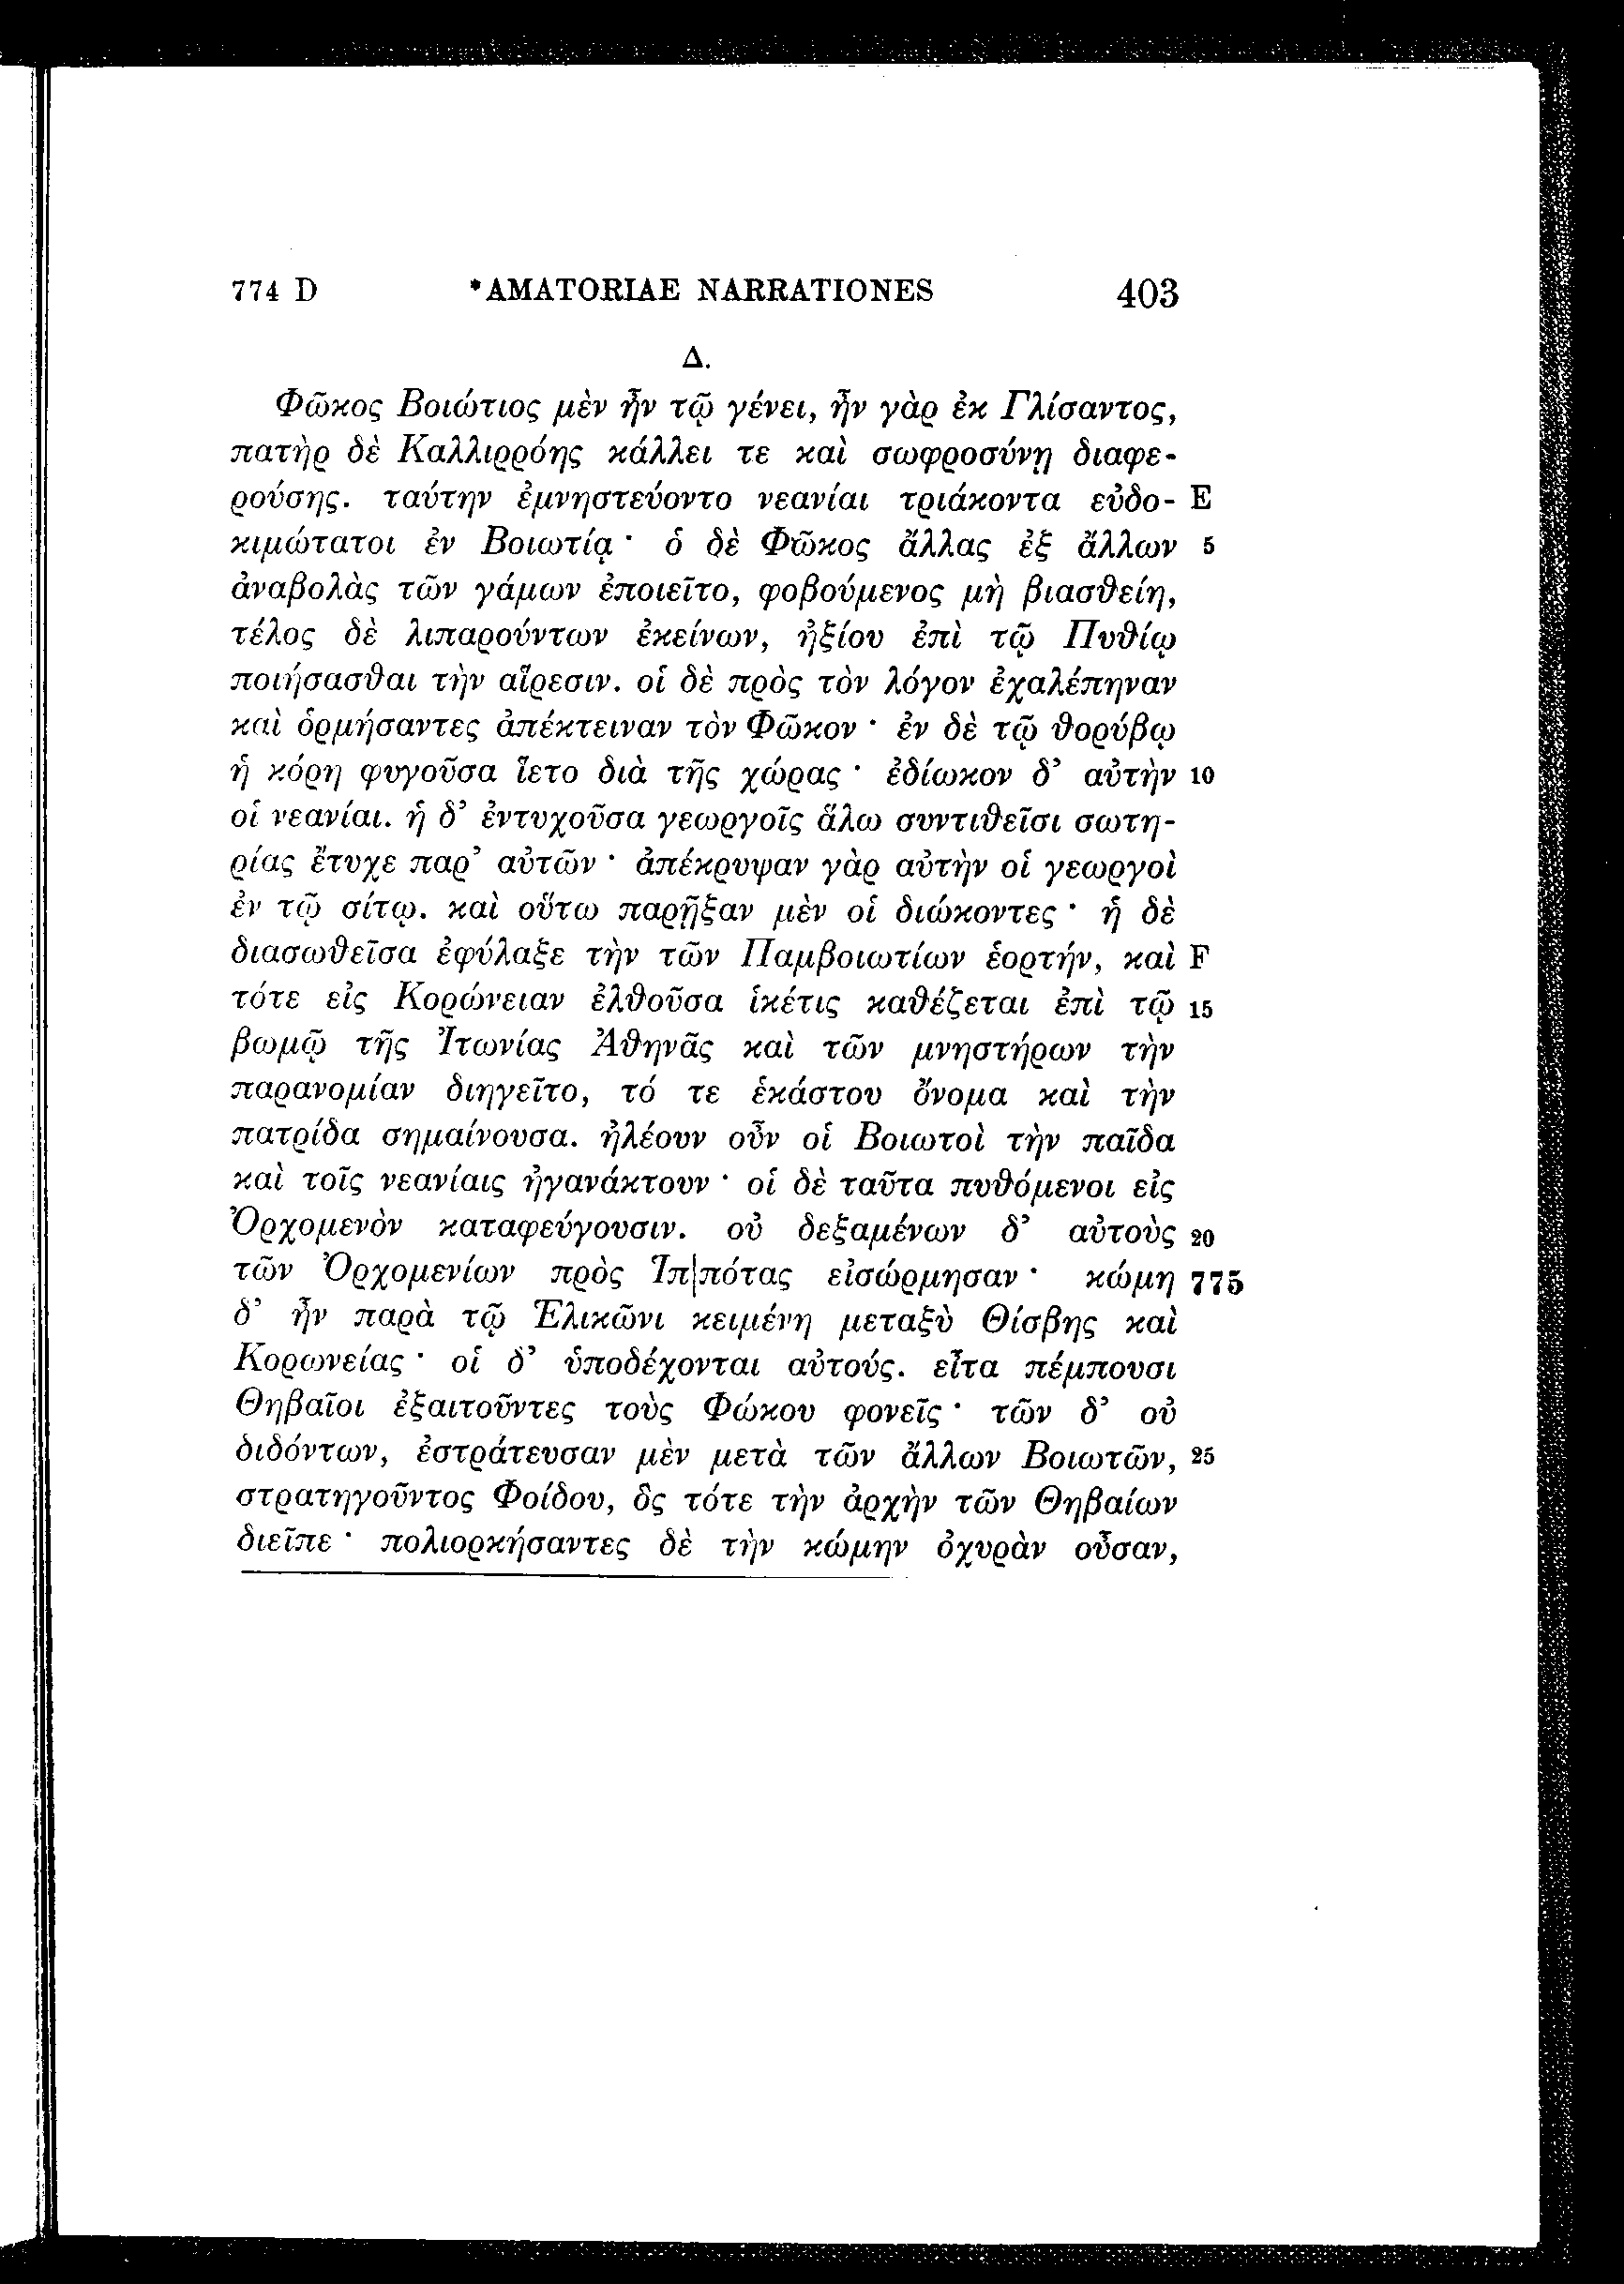 774 D *AMATORIAE NARRATIONES 403
Δ.
Φῶκος Βοιώτιος μὲν ἦν τῷ γένει, ἦν γὰρ ἐκ Γλίσαντος,
πατὴρ δὲ Καλλιρρόης κάλλει τε καὶ σωφροσύνῃ διαφε-
ρούσης. ταύτην ἐμνηστεύοντο νεανίαι τριάκοντα εὐδο- E
κιμώτατοι ἐν Βοιωτίᾳ · ὁ δὲ Φῶκος ἄλλας ἐξ ἄλλων 5
ἀναβολὰς τῶν γάμων ἐποιεῖτο, φοβούμενος μὴ βιασθείη,
τέλος δὲ λιπαρούντων ἐκείνων, ἠξίου ἐπὶ τῷ Πυθίῳ
ποιήσασθαι τὴν αἵρεσιν. οἱ δὲ πρὸς τὸν λόγον ἐχαλέπηναν
καὶ ὁρμήσαντες ἀπέκτειναν τὸν Φῶκον · ἐν δὲ τῷ θορύβῳ
ἡ κόρη φυγοῦσα ἵετο διὰ τῆς χώρας · ἐδίωκον δ’ αὐτὴν 10
οἱ νεανίαι. ἡ δ’ ἐντυχοῦσα γεωργοῖς ἅλω συντιθεῖσι σωτη-
ρίας ἔτυχε παρ’ αὐτῶν · ἀπέκρυψαν γὰρ αὐτὴν οἱ γεωργοὶ
ἐν τῷ σίτῳ. καὶ οὕτω παρῇξαν μὲν οἱ διώκοντες · ἡ δὲ
διασωθεῖσα ἐφύλαξε τὴν τῶν Παμβοιωτίων ἑορτήν, καὶ F
τότε εἰς Κορώνειαν ἐλθοῦσα ἱκέτις καθέζεται ἐπὶ τῷ 15
βωμῷ τῆς Ἰτωνίας Ἀθηνᾶς καὶ τῶν μνηστήρων τὴν
παρανομίαν διηγεῖτο, τό τε ἑκάστου ὄνομα καὶ τὴν
πατρίδα σημαίνουσα. ἠλέουν οὖν οἱ Βοιωτοὶ τὴν παῖδα
καὶ τοῖς νεανίαις ἠγανάκτουν · οἱ δὲ ταῦτα πυθόμενοι εἰς
Ὀρχομενὸν καταφεύγουσιν. οὐ δεξαμένων δ’ αὐτοὺς 20
τῶν Ὀρχομενίων πρὸς Ἱπ|πότας εἰσώρμησαν · κώμη 775
δ’ ἦν παρὰ τῷ Ἑλικῶνι κειμένη μεταξὺ Θίσβης καὶ
Κορωνείας · οἱ δ’ ὑποδέχονται αὐτούς. εἶτα πέμπουσι
Θηβαῖοι ἐξαιτοῦντες τοὺς Φώκου φονεῖς · τῶν δ’ οὐ
διδόντων, ἐστράτευσαν μὲν μετὰ τῶν ἄλλων Βοιωτῶν, 25
στρατηγοῦντος Φοίδου, ὃς τότε τὴν ἀρχὴν τῶν Θηβαίων
διεῖπε · πολιορκήσαντες δὲ τὴν κώμην ὀχυρὰν οὖσαν,